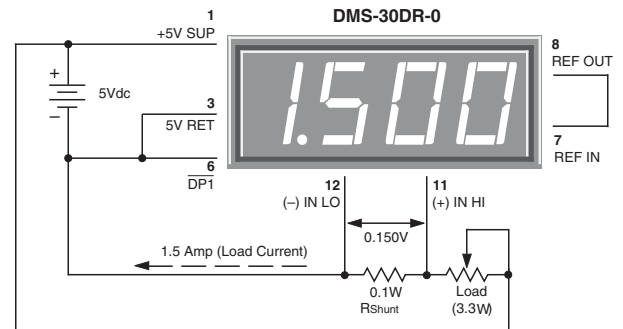 DMS-30DR-0
1
+5V SUP
8
REF OUT
+
5Vdc
–
3
5V RET
1.500
7
REF IN
6
DP1
12
(–) IN LO
11
(+) IN HI
0.150V
1.5 Amp (Load Current)
0.1W
RShunt
Load
(3.3W)